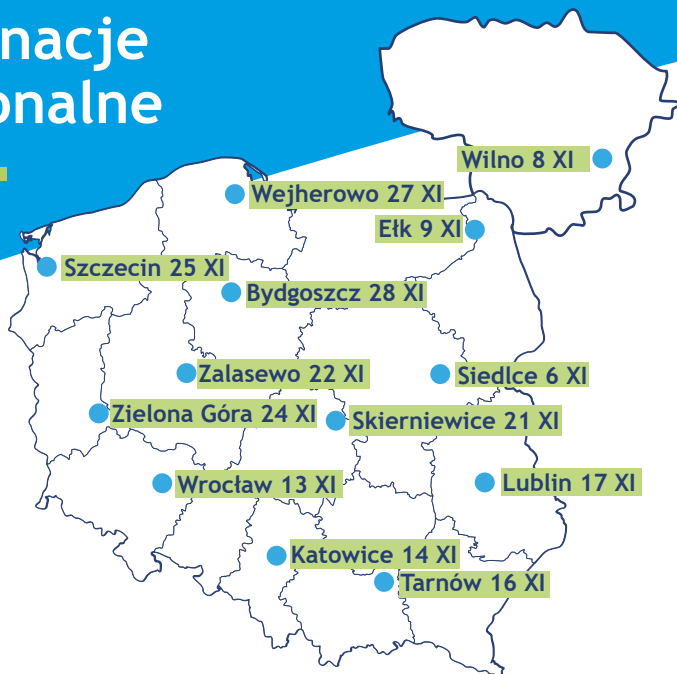 nacje
onalne
Wilno 8 XI
Wejherowo 27 XI
Ełk 9 XI
Szczecin 25 XI
Bydgoszcz 28 XI
Zalasewo 22 XI
Siedlce 6 XI
Zielona Góra 24 XI
Skierniewice 21 XI
Wrocław 13 XI
Lublin 17 XI
Katowice 14 XI
Tarnów 16 XI